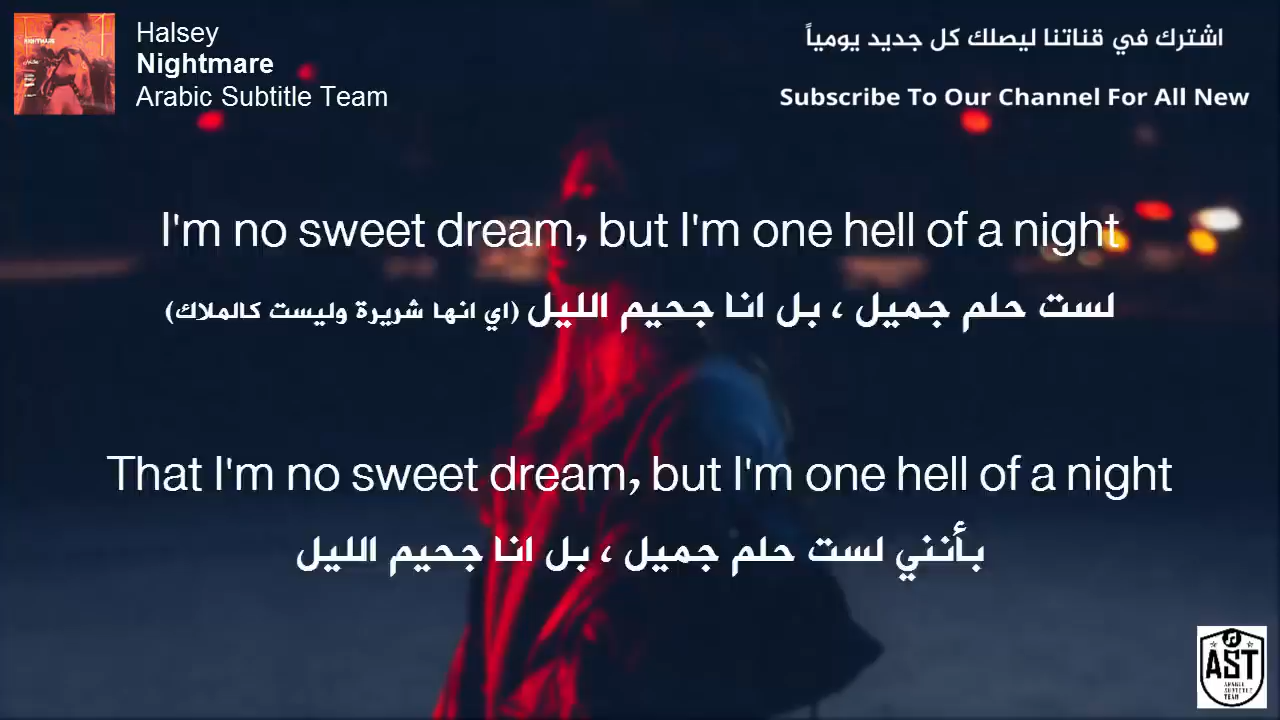 Halsey
Nightmare
Arabic Subtitle Team
اشترك في قناتنا ليصلك كل جديد يومياً
Subscribe To Our Channel For All New
I'm no sweet dream, but I'm one hell of a night
لست حلم جميل ، بل انا جحيم الليل (اي انها شريرة وليست كالملاك)
That I'm no sweet dream, but I'm one hell of a night
بأنني لست حلم جميل ، بل انا جحيم الليل
AST
ARABIC
SUBTITLE
TEAM